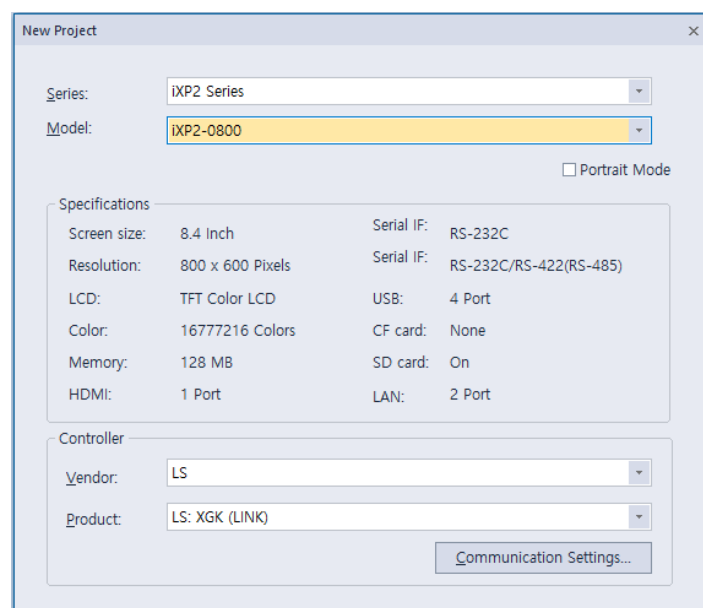 New Project
Series: iXP2 Series
Model: iXP2-0800
Portrait Mode
Specifications
Screen size: 8.4 Inch Serial IF: RS-232C
Resolution: 800 x 600 Pixels Serial IF: RS-232C/RS-422(RS-485)
LCD: TFT Color LCD USB: 4 Port
Color: 16777216 Colors CF card: None
Memory: 128 MB SD card: On
HDMI: 1 Port LAN: 2 Port
Controller
Vendor: LS
Product: LS: XGK (LINK)
Communication Settings...